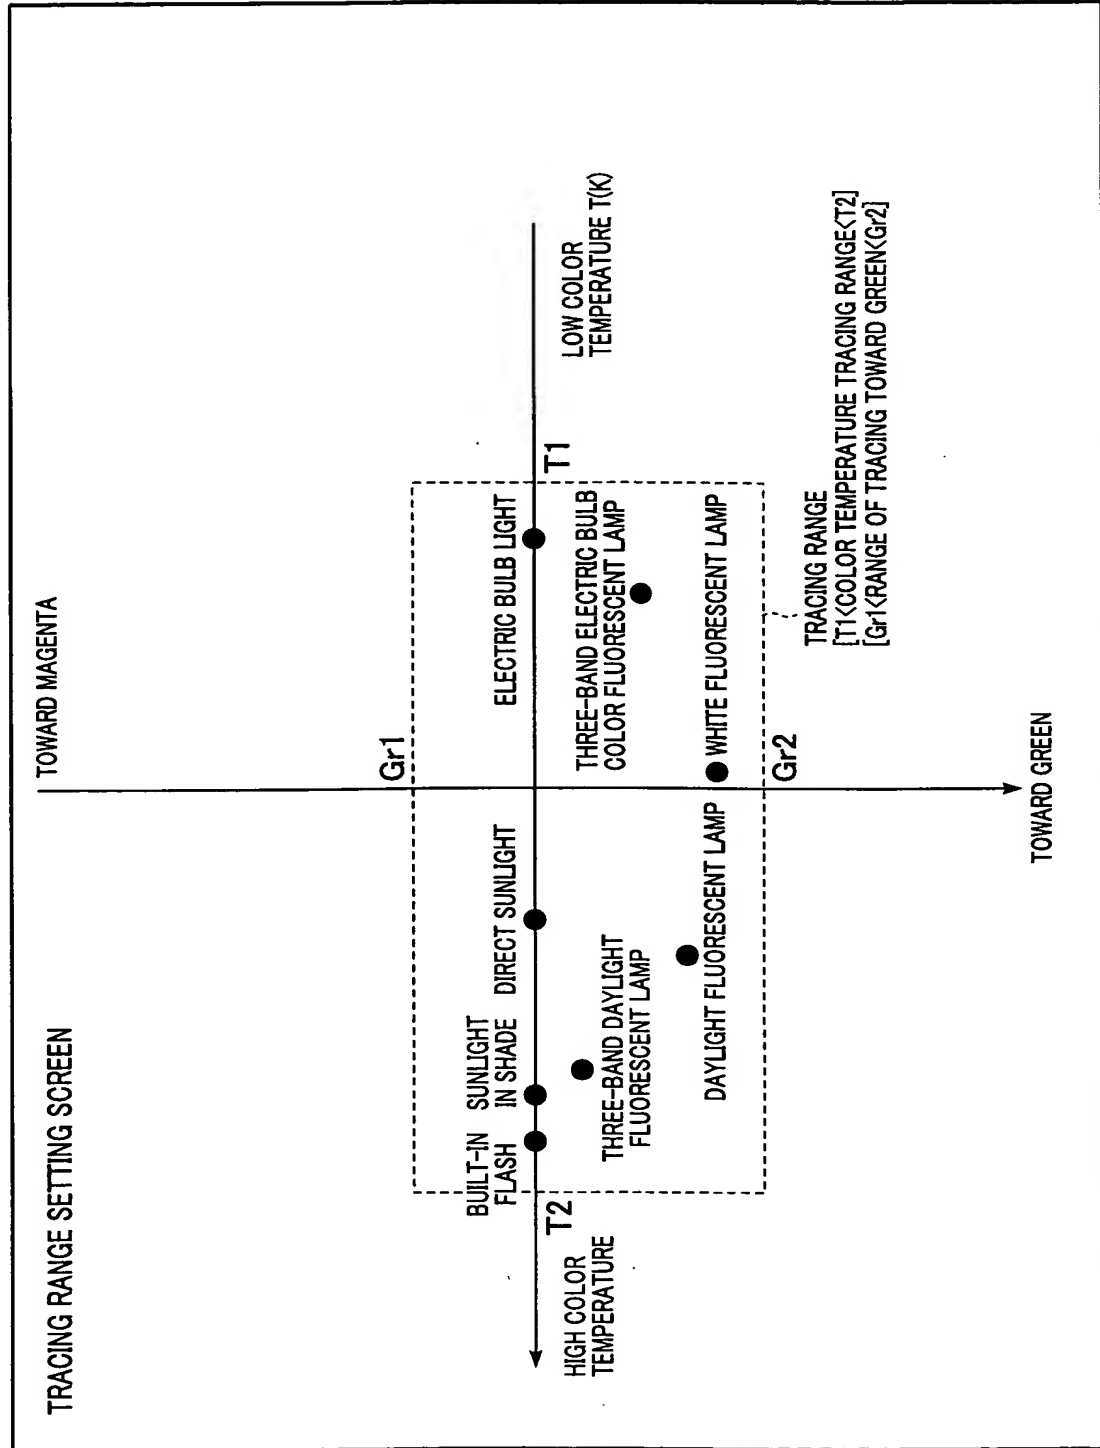 TRACING RANGE SETTING SCREEN
TOWARD MAGENTA
Gr1
BUILT-IN
FLASH
SUNLIGHT
IN SHADE
DIRECT SUNLIGHT
ELECTRIC BULB LIGHT
T2
T1
HIGH COLOR
TEMPERATURE
LOW COLOR
TEMPERATURE T(K)
THREE-BAND DAYLIGHT
FLUORESCENT LAMP
THREE-BAND ELECTRIC BULB
COLOR FLUORESCENT LAMP
DAYLIGHT FLUORESCENT LAMP
WHITE FLUORESCENT LAMP
Gr2
TRACING RANGE
[T1<COLOR TEMPERATURE TRACING RANGE<T2]
[Gr1<RANGE OF TRACING TOWARD GREEN<Gr2]
TOWARD GREEN